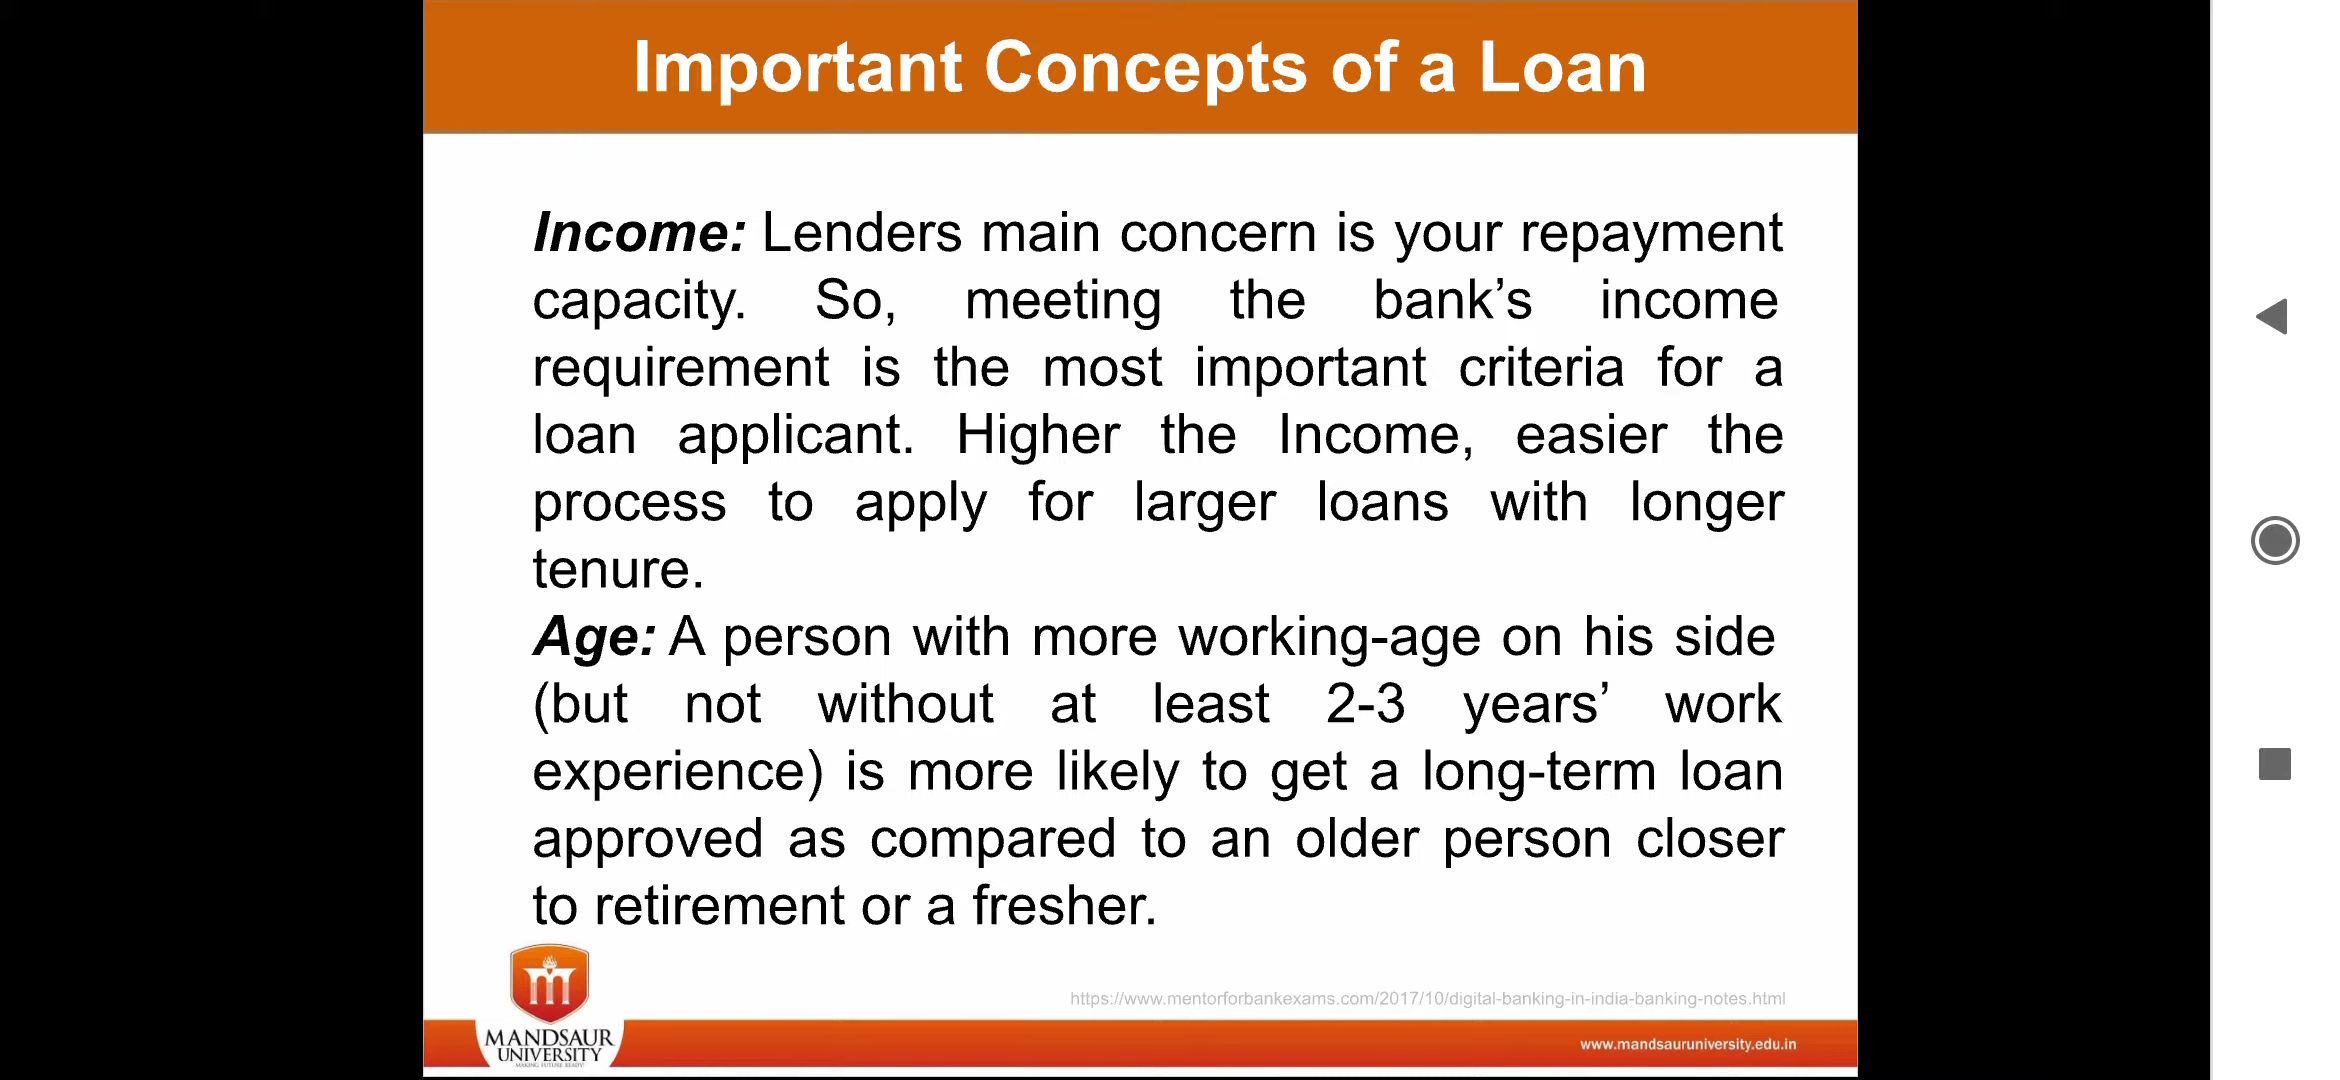 Important Concepts of a Loan
Income: Lenders main concern is your repayment
capacity. So, meeting the bank’s income
requirement is the most important criteria for a
loan applicant. Higher the Income, easier the
process to apply for larger loans with longer
tenure.
Age: A person with more working-age on his side
(but not without at least 2-3 years’ work
experience) is more likely to get a long-term loan
approved as compared to an older person closer
to retirement or a fresher.
https://www.mentorforbankexams.com/2017/10/digital-banking-in-india-banking-notes.html
MANDSAUR
UNIVERSITY
MAKING FUTURE READY!
www.mandsauruniversity.edu.in